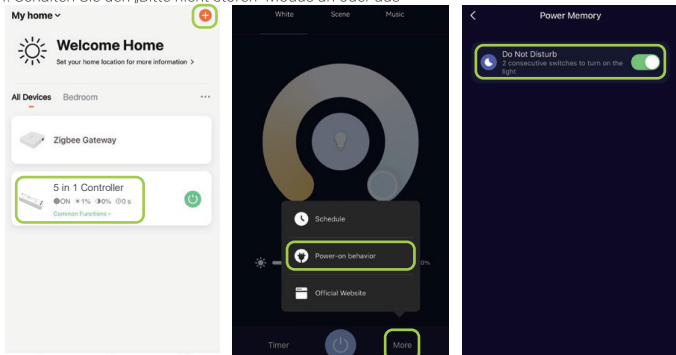 Schalten Sie den „Bitte nicht stören“-Modus an oder aus
My home
Welcome Home
Set your home location for more information >
All Devices Bedroom ...
Zigbee Gateway
5 in 1 Controller
ON 1% 0% 0 s
Common Functions
White Scene Music
Schedule
Power-on behavior
Official Website
Timer
More
Power Memory
Do Not Disturb
2 consecutive switches to turn on the
light